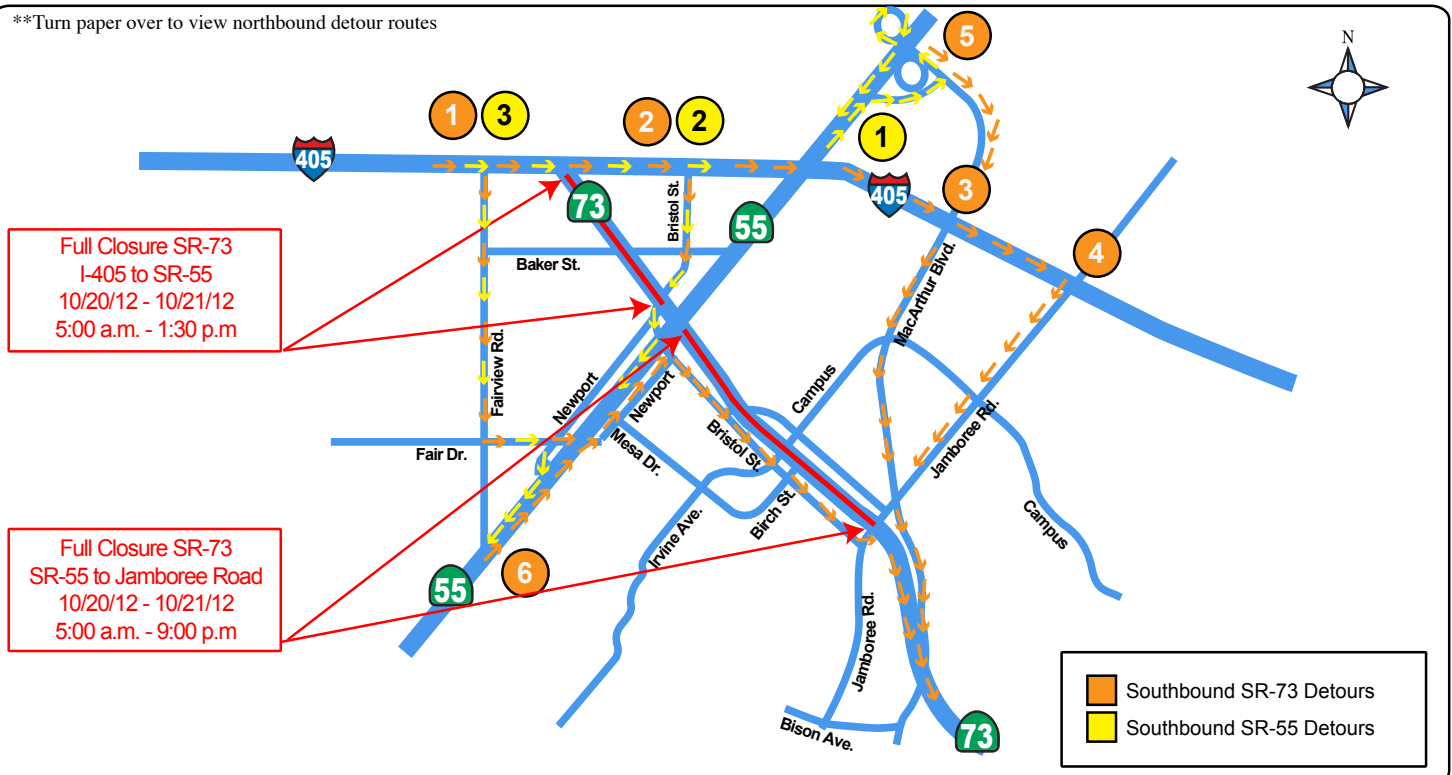 **Turn paper over to view northbound detour routes
N
5
1
3
2
2
1
405
405
3
73
55
Bristol St.
4
Full Closure SR-73
I-405 to SR-55
10/20/12 - 10/21/12
5:00 a.m. - 1:30 p.m
Baker St.
MacArthur Blvd.
Fairview Rd.
Newport
Newport
Campus
Bristol St.
Jamboree Rd.
Fair Dr.
Mesa Dr.
Birch St.
Irvine Ave.
Campus
Full Closure SR-73
SR-55 to Jamboree Road
10/20/12 - 10/21/12
5:00 a.m. - 9:00 p.m
55
6
Jamboree Rd.
Bison Ave.
73
Southbound SR-73 Detours
Southbound SR-55 Detours